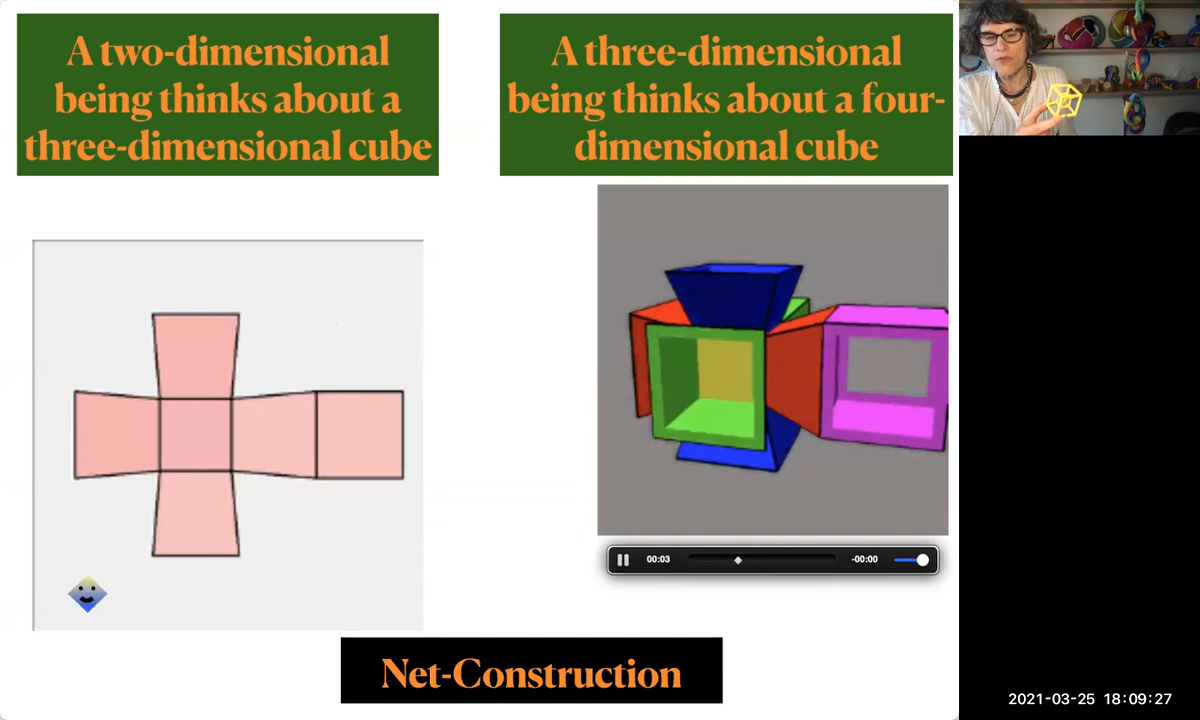 A two-dimensional
being thinks about a
three-dimensional cube
A three-dimensional
being thinks about a four-
dimensional cube
00:03
-00:00
Net-Construction
2021-03-25 18:09:27